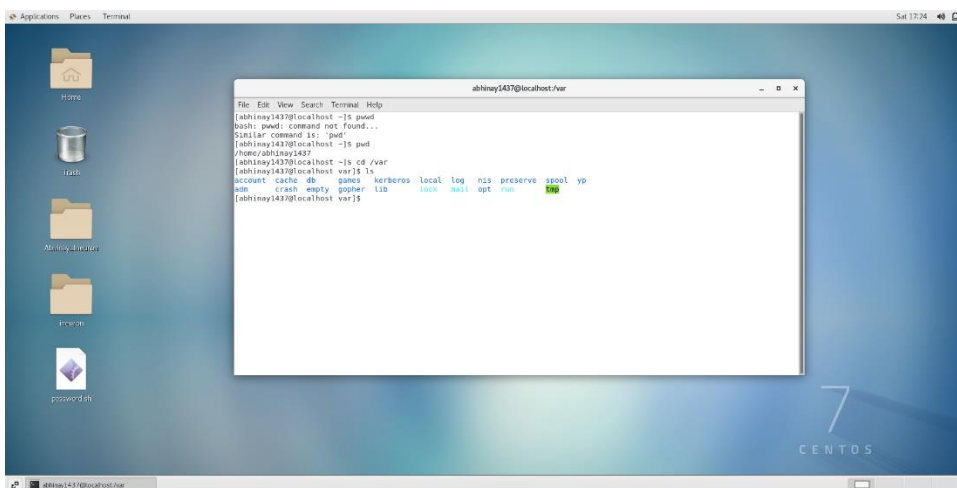 Applications Places Terminal
Sat 17:24
Home
Trash
password.sh
abhinay1437@localhost:/var
File Edit View Search Terminal Help
[abhinay1437@localhost ~]$ pwwd
bash: pwwd: command not found...
Similar command is: 'pwd'
[abhinay1437@localhost ~]$ pwd
/home/abhinay1437
[abhinay1437@localhost ~]$ cd /var
[abhinay1437@localhost var]$ ls
account cache db games kerberos local log nis preserve spool yp
adm crash empty gopher lib lock mail opt run tmp
[abhinay1437@localhost var]$
7
CENTOS
abhinay1437@localhost:/var